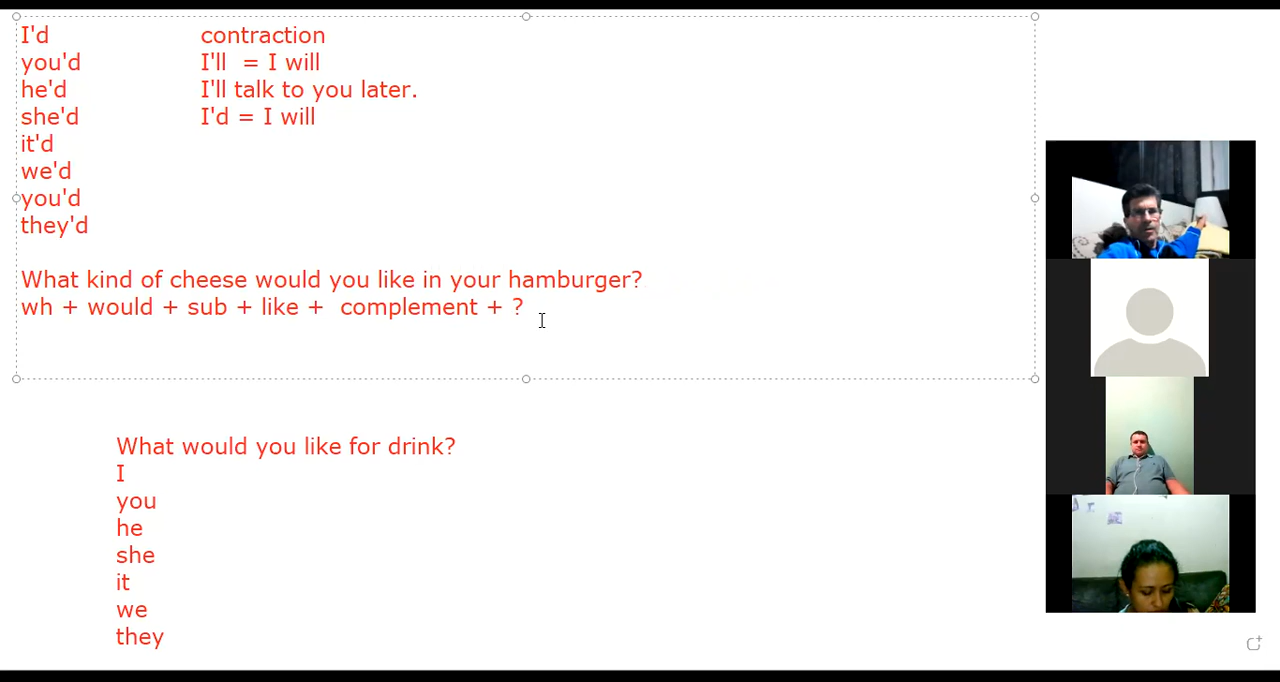 I'd contraction
you'd I'll = I will
he'd I'll talk to you later.
she'd I'd = I will
it'd
we'd
you'd
they'd
What kind of cheese would you like in your hamburger?
wh + would + sub + like + complement + ?
What would you like for drink?
I
you
he
she
it
we
they